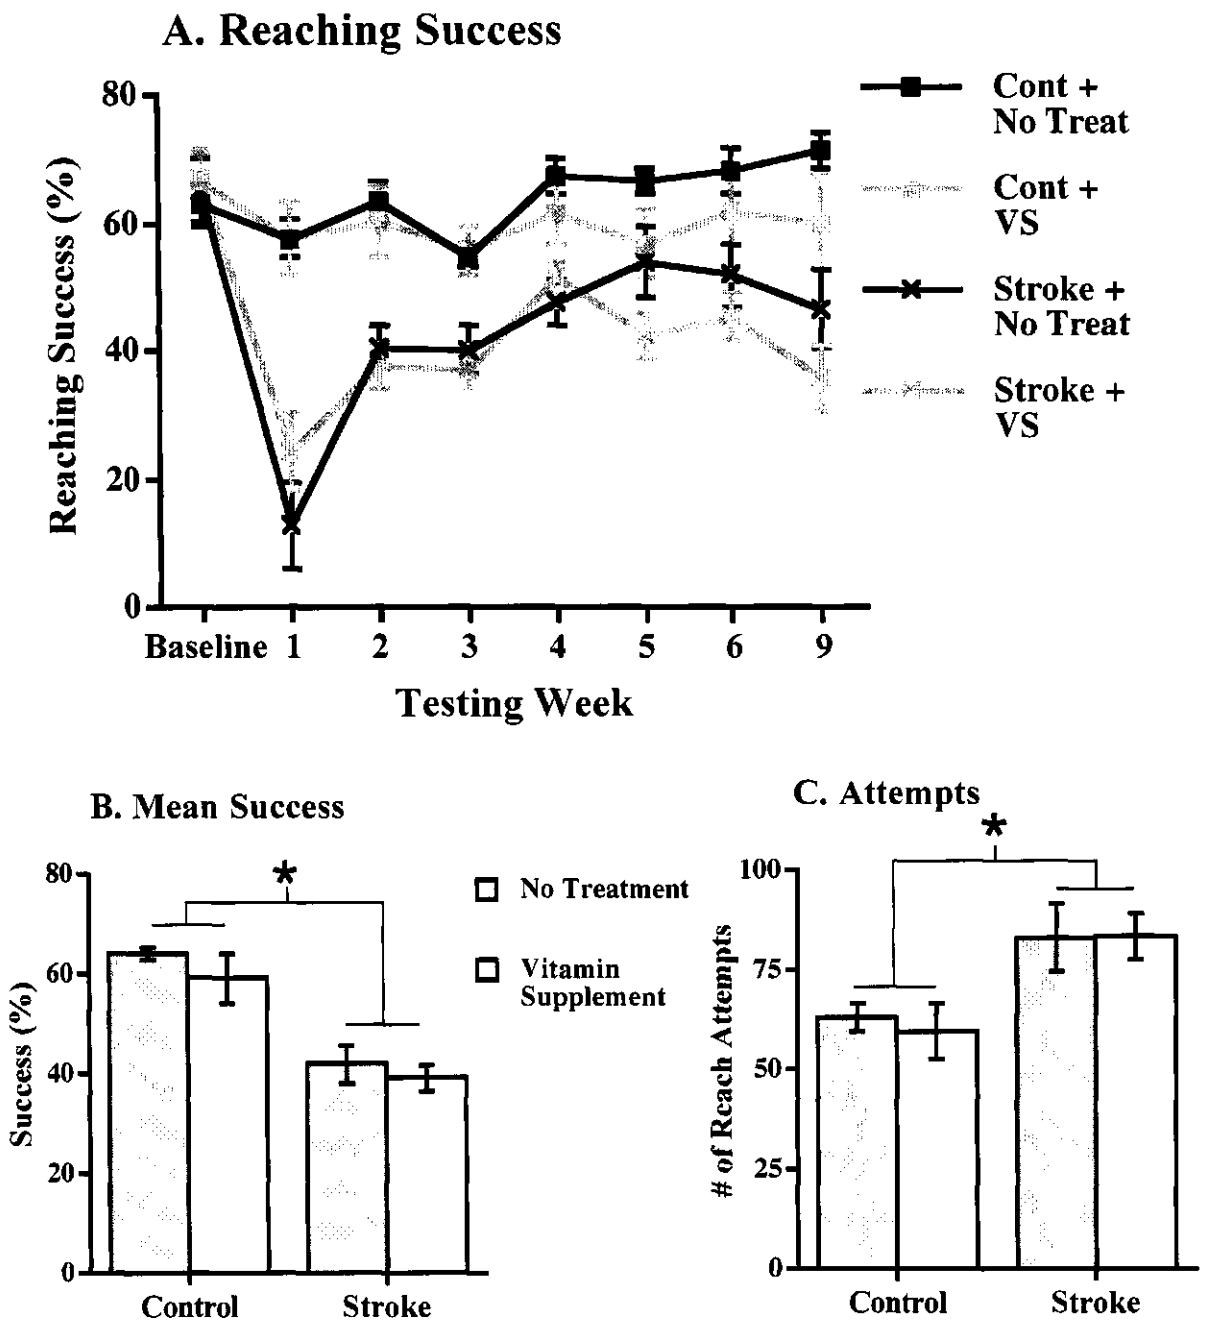 A. Reaching Success
80
60
40
20
0
Reaching Success (%)
Baseline 1 2 3 4 5 6 9
Testing Week
Cont +
No Treat
Cont +
VS
Stroke +
No Treat
Stroke +
VS
B. Mean Success
80
60
40
20
0
Success (%)
*
No Treatment
Vitamin
Supplement
Control Stroke
C. Attempts
*
100
75
50
25
0
# of Reach Attempts
Control Stroke